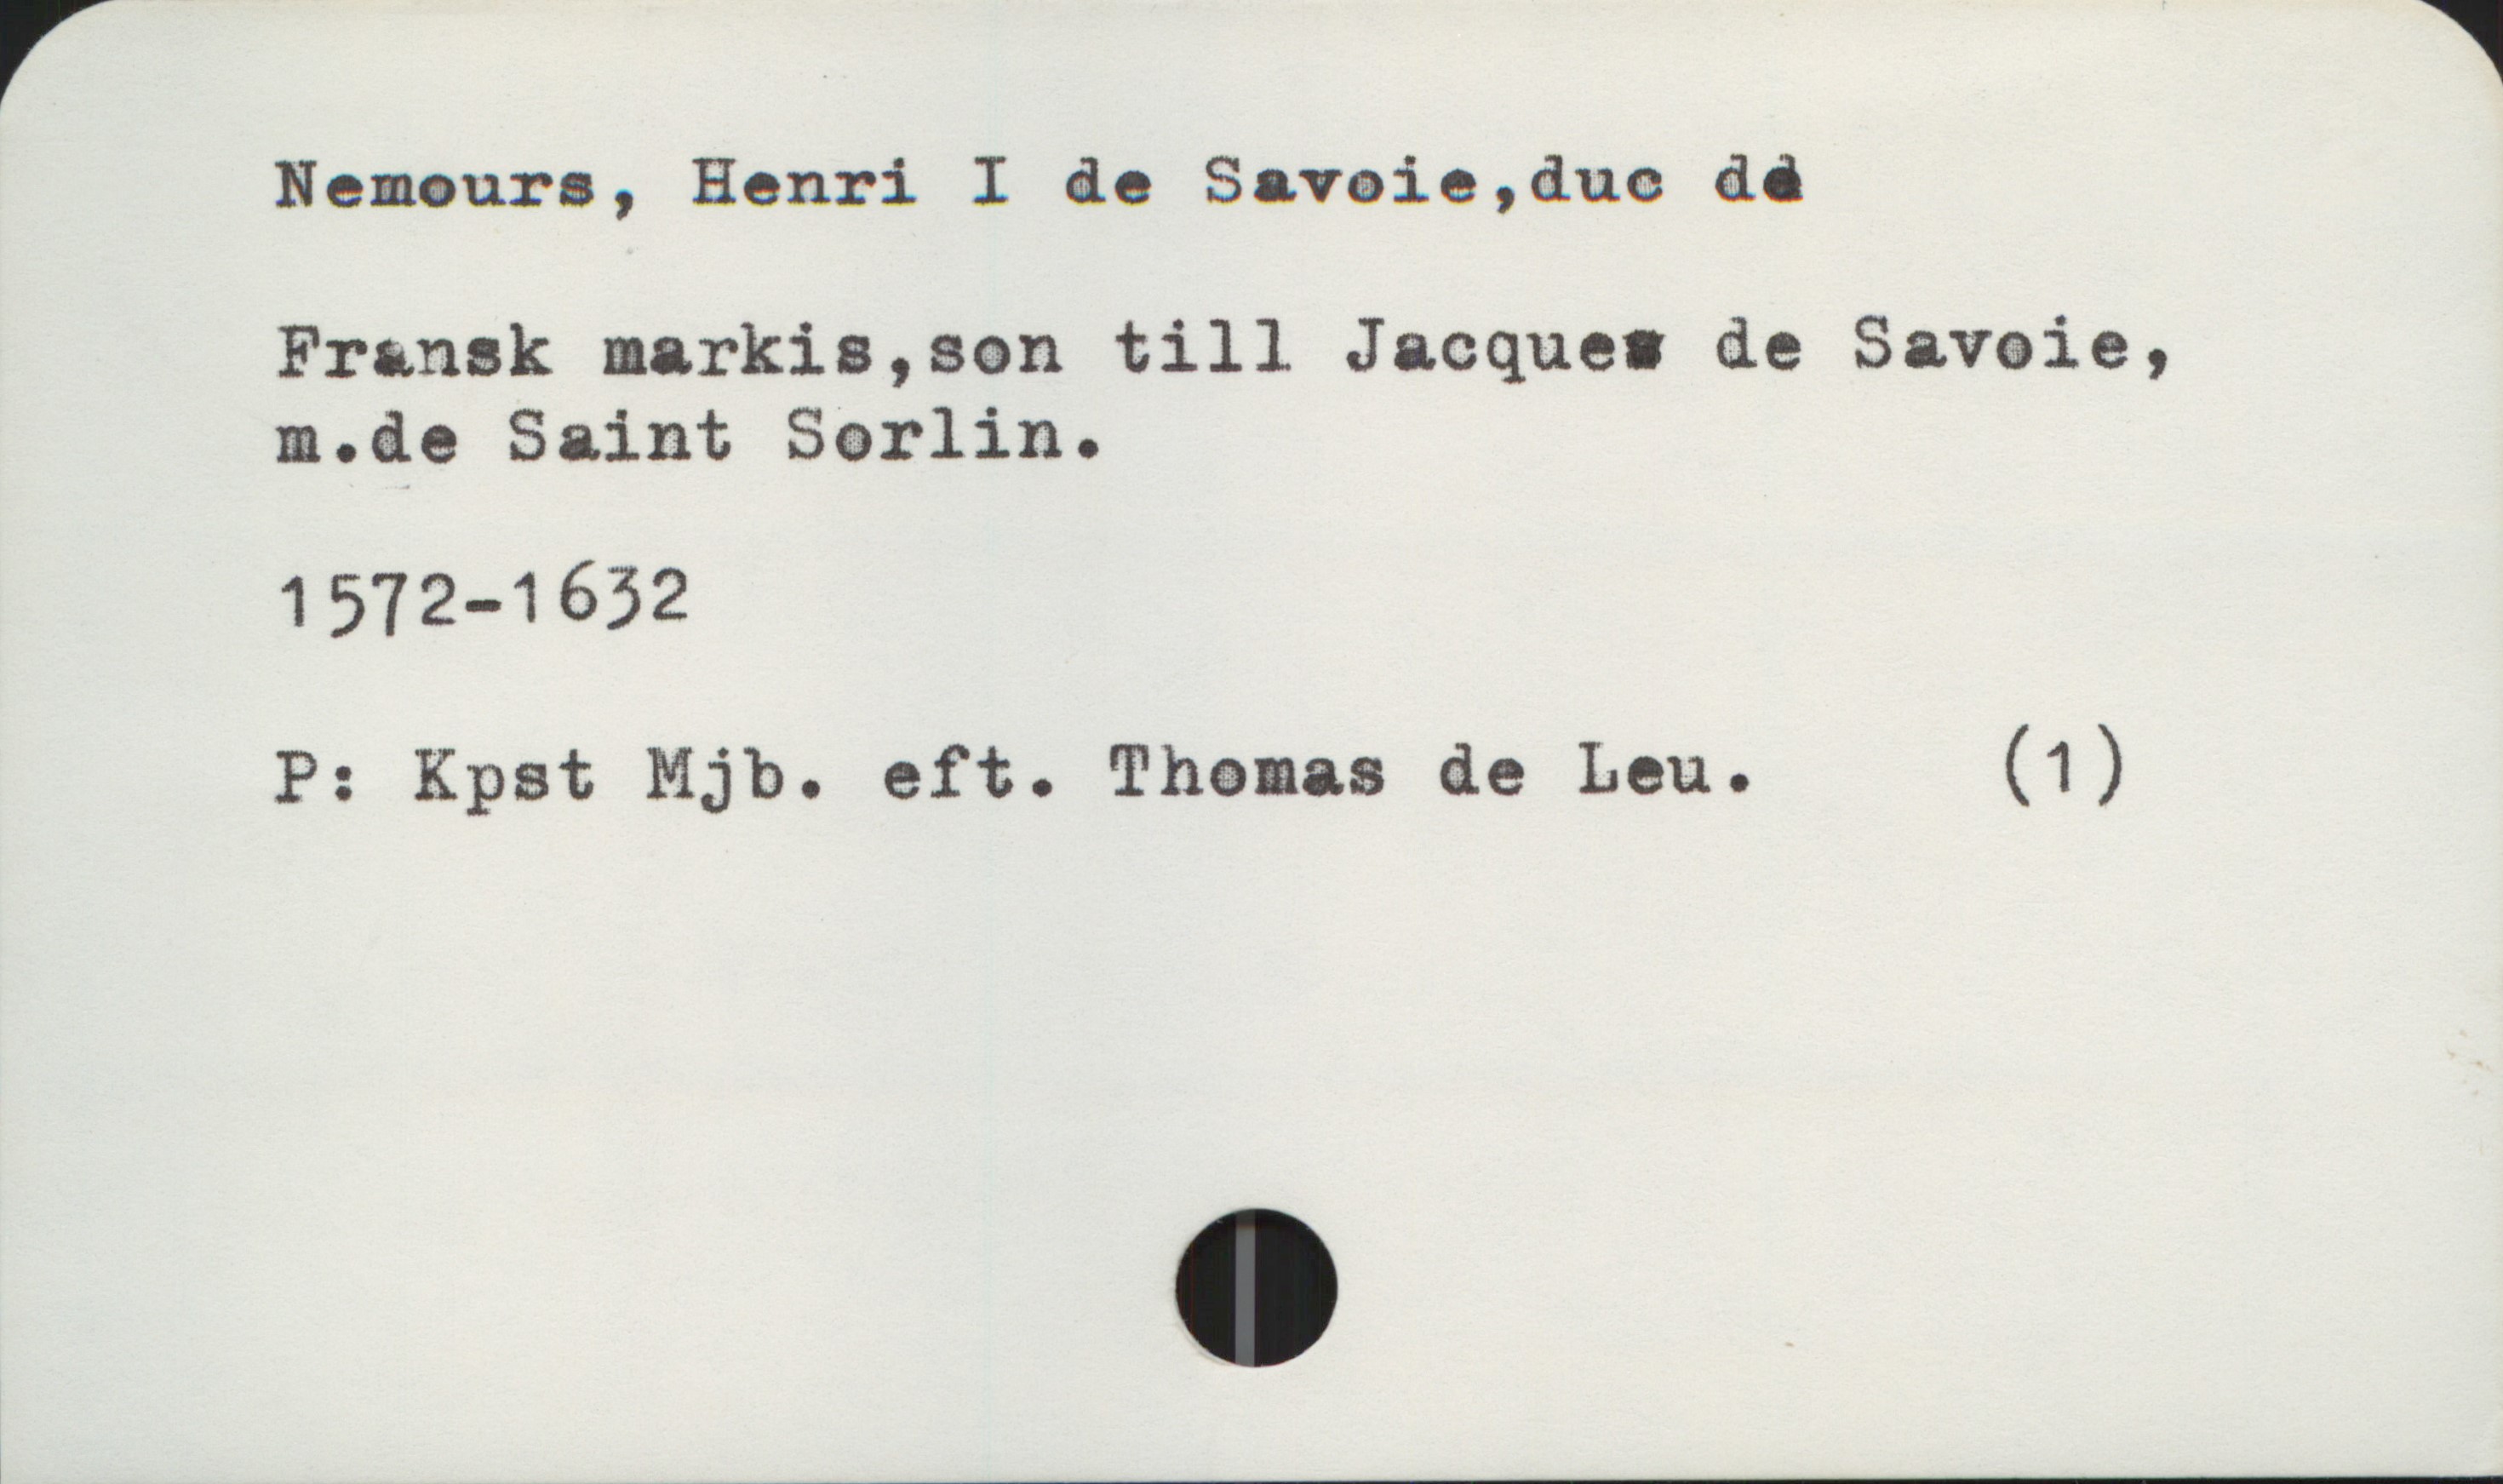 Nemours, Henri I de Savoie,duc de
Fransk markis,son till Jacques de Savoie,
m.de Saint Sorlin.
1572-1632
P: Kpst Mjb. eft. Thomas de Leu. (1)